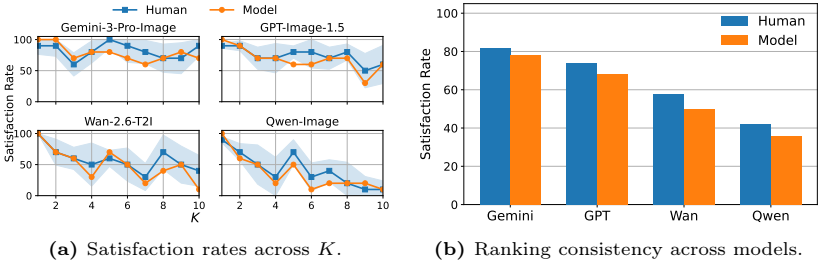 Human Model
Gemini-3-Pro-Image GPT-Image-1.5
100
50
0
Satisfaction Rate
Wan-2.6-T2I Qwen-Image
100
50
0
2 4 6 8 10 2 4 6 8 10
K
(a) Satisfaction rates across K.
Human
Model
100
80
60
40
20
0
Satisfaction Rate
Gemini GPT Wan Qwen
(b) Ranking consistency across models.